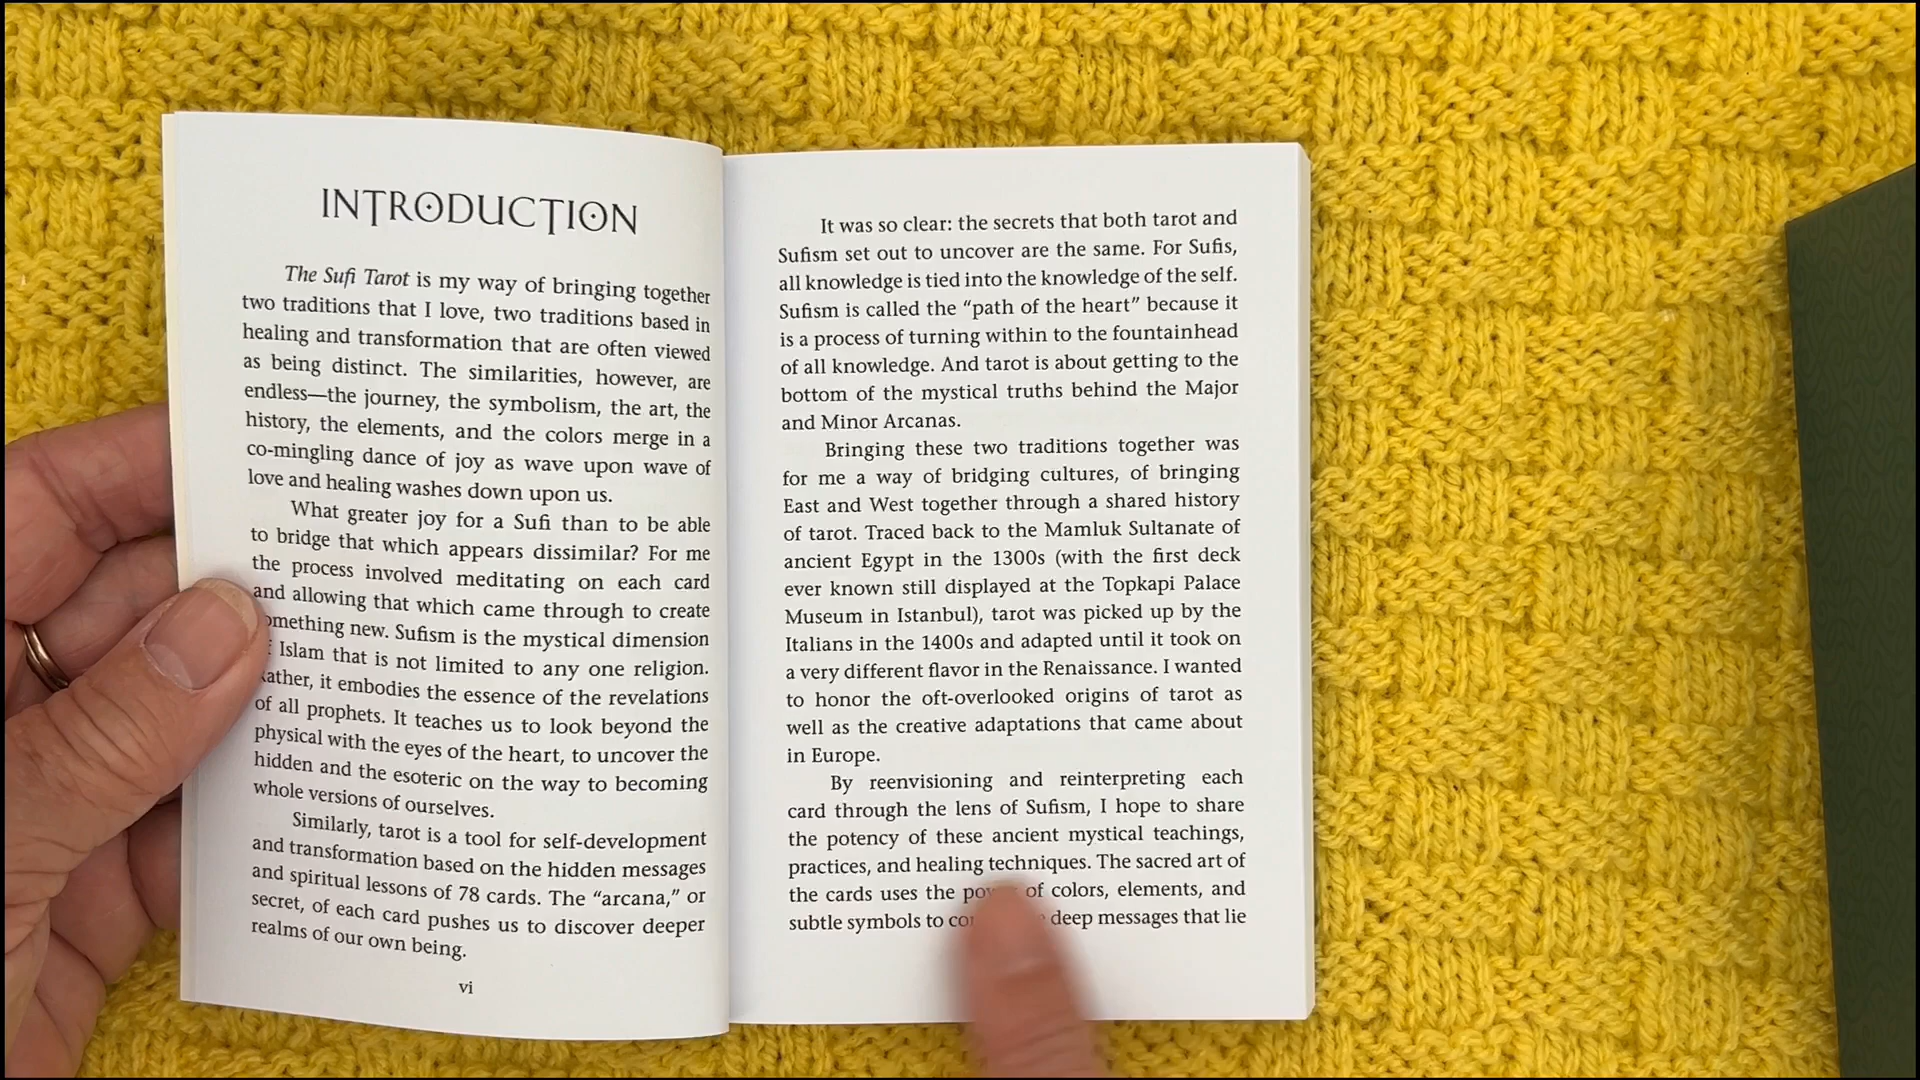 INTRODUCTION
The Sufi Tarot is my way of bringing together
two traditions that I love, two traditions based in
healing and transformation that are often viewed
as being distinct. The similarities, however, are
endless—the journey, the symbolism, the art, the
history, the elements, and the colors merge in a
co-mingling dance of joy as wave upon wave of
love and healing washes down upon us.
What greater joy for a Sufi than to be able
to bridge that which appears dissimilar? For me
the process involved meditating on each card
and allowing that which came through to create
omething new. Sufism is the mystical dimension
Islam that is not limited to any one religion.
ather, it embodies the essence of the revelations
of all prophets. It teaches us to look beyond the
physical with the eyes of the heart, to uncover the
hidden and the esoteric on the way to becoming
whole versions of ourselves.
Similarly, tarot is a tool for self-development
and transformation based on the hidden messages
and spiritual lessons of 78 cards. The “arcana,” or
secret, of each card pushes us to discover deeper
realms of our own being.
vi
It was so clear: the secrets that both tarot and
Sufism set out to uncover are the same. For Sufis,
all knowledge is tied into the knowledge of the self.
Sufism is called the “path of the heart” because it
is a process of turning within to the fountainhead
of all knowledge. And tarot is about getting to the
bottom of the mystical truths behind the Major
and Minor Arcanas.
Bringing these two traditions together was
for me a way of bridging cultures, of bringing
East and West together through a shared history
of tarot. Traced back to the Mamluk Sultanate of
ancient Egypt in the 1300s (with the first deck
ever known still displayed at the Topkapi Palace
Museum in Istanbul), tarot was picked up by the
Italians in the 1400s and adapted until it took on
a very different flavor in the Renaissance. I wanted
to honor the oft-overlooked origins of tarot as
well as the creative adaptations that came about
in Europe.
By reenvisioning and reinterpreting each
card through the lens of Sufism, I hope to share
the potency of these ancient mystical teachings,
practices, and healing techniques. The sacred art of
the cards uses the of colors, elements, and
subtle symbols to deep messages that lie